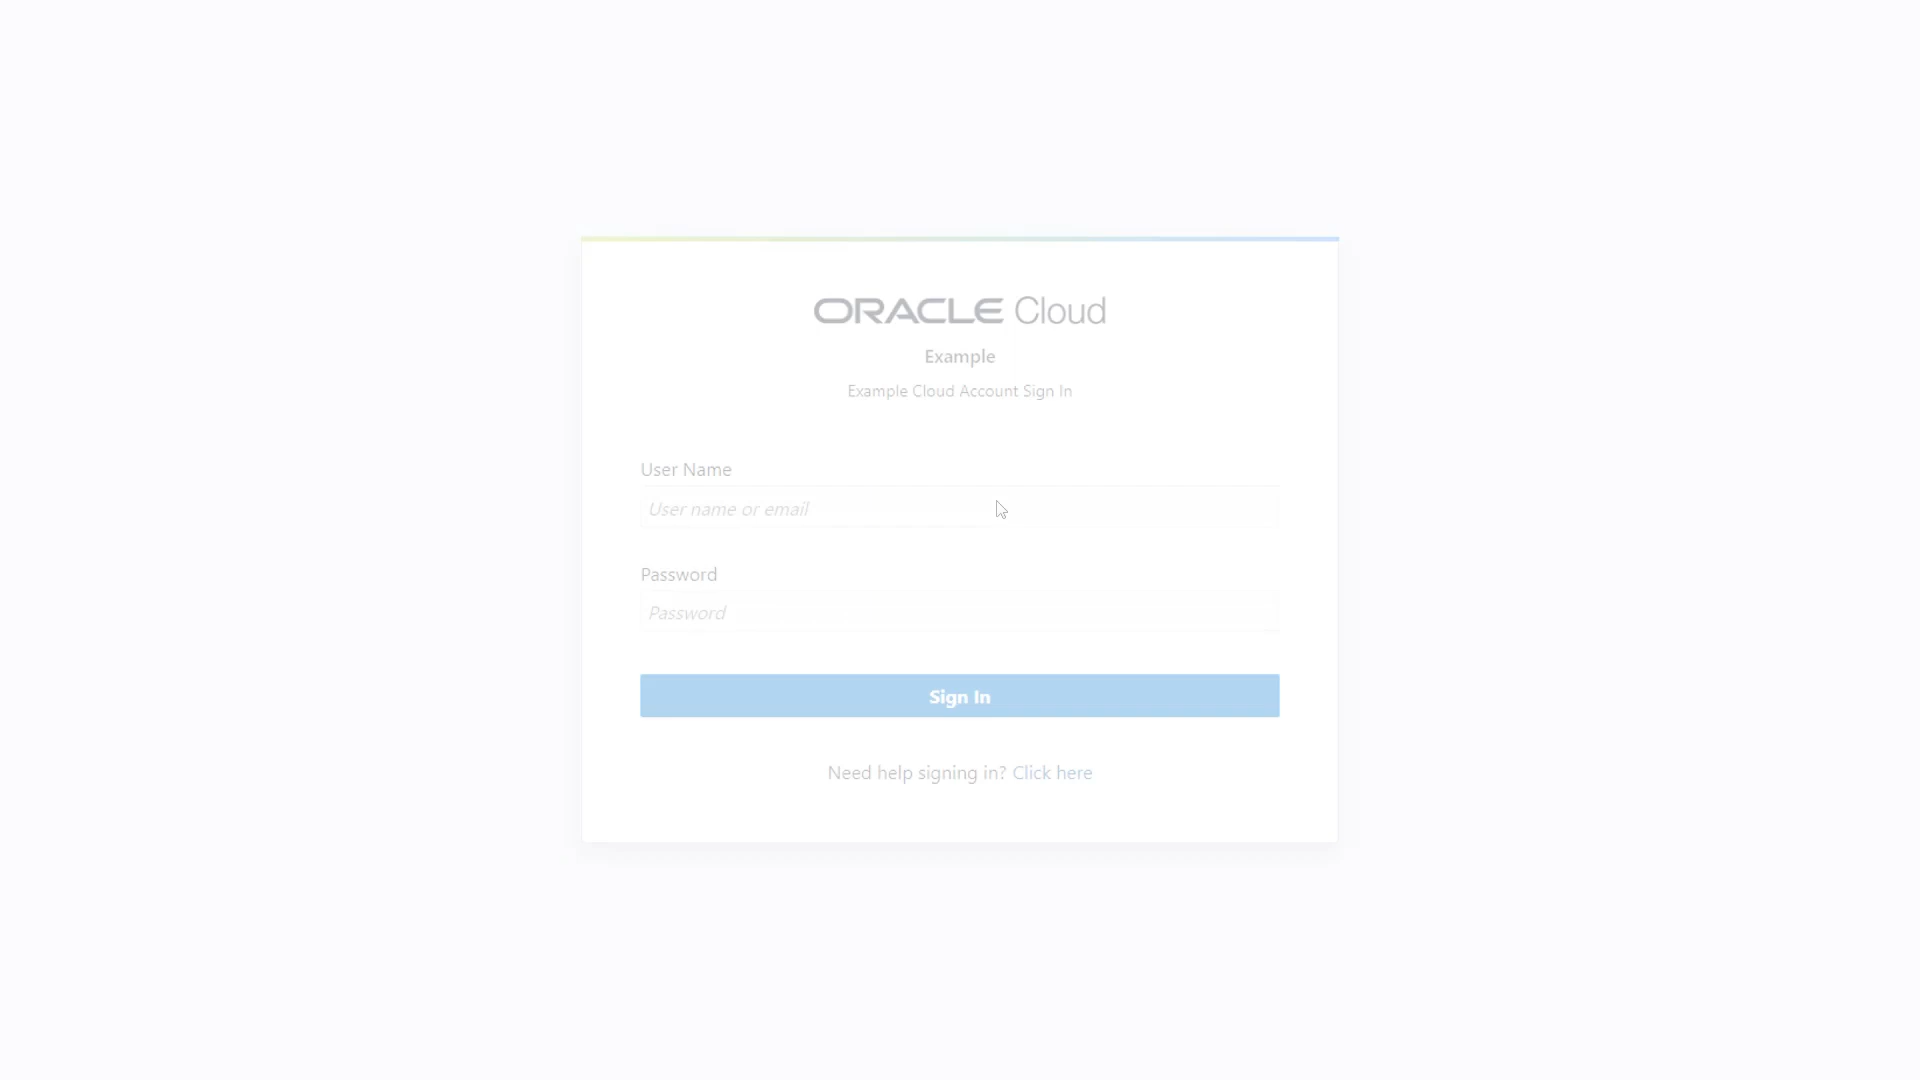 ORACLE Cloud
Example
Example Cloud Account Sign In
User Name
User name or email
Password
Password
Sign In
Need help signing in? Click here